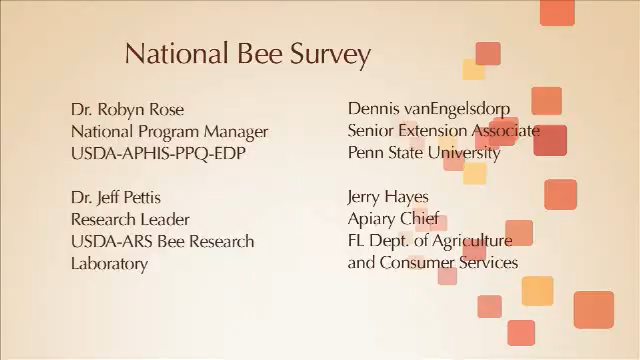 National Bee Survey
Dr. Robyn Rose
National Program Manager
USDA-APHIS-PPQ-EDP
Dr. Jeff Pettis
Research Leader
USDA-ARS Bee Research
Laboratory
Dennis vanEngelsdorp
Senior Extension Associate
Penn State University
Jerry Hayes
Apiary Chief
FL Dept. of Agriculture
and Consumer Services